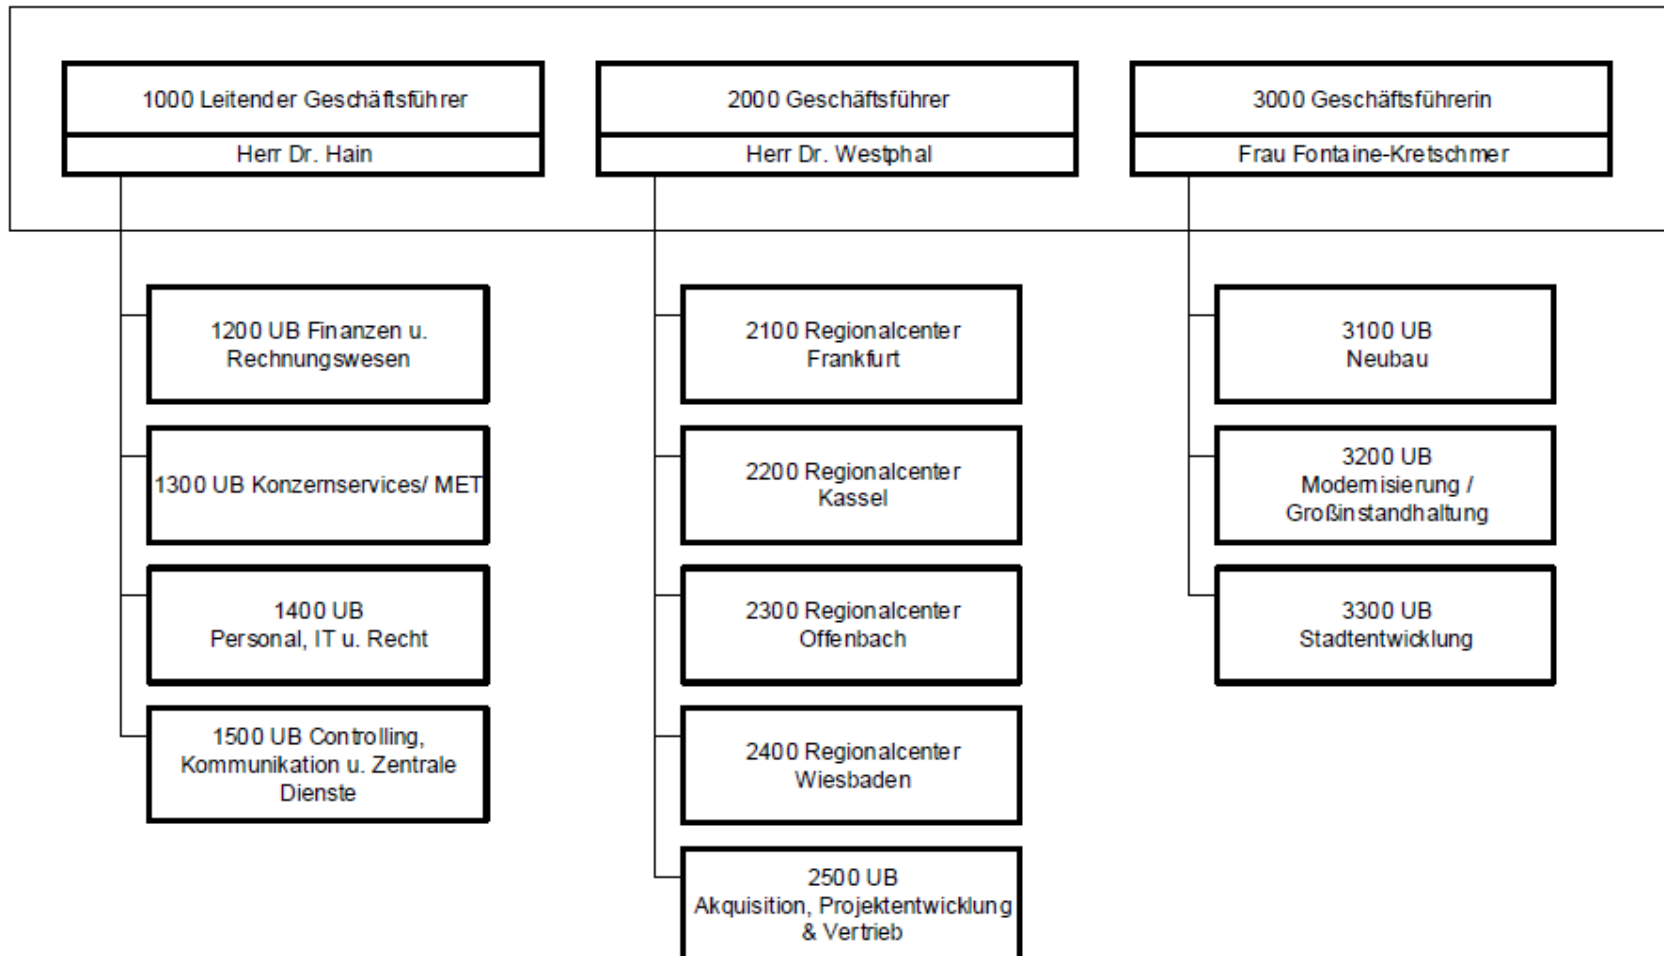 1000 Leitender Geschäftsführer
Herr Dr. Hain
2000 Geschäftsführer
Herr Dr. Westphal
3000 Geschäftsführerin
Frau Fontaine-Kretschmer
1200 UB Finanzen u.
Rechnungswesen
1300 UB Konzernservices/ MET
1400 UB
Personal, IT u. Recht
1500 UB Controlling,
Kommunikation u. Zentrale
Dienste
2100 Regionalcenter
Frankfurt
2200 Regionalcenter
Kassel
2300 Regionalcenter
Offenbach
2400 Regionalcenter
Wiesbaden
2500 UB
Akquisition, Projektentwicklung
& Vertrieb
3100 UB
Neubau
3200 UB
Modernisierung /
Großinstandhaltung
3300 UB
Stadtentwicklung